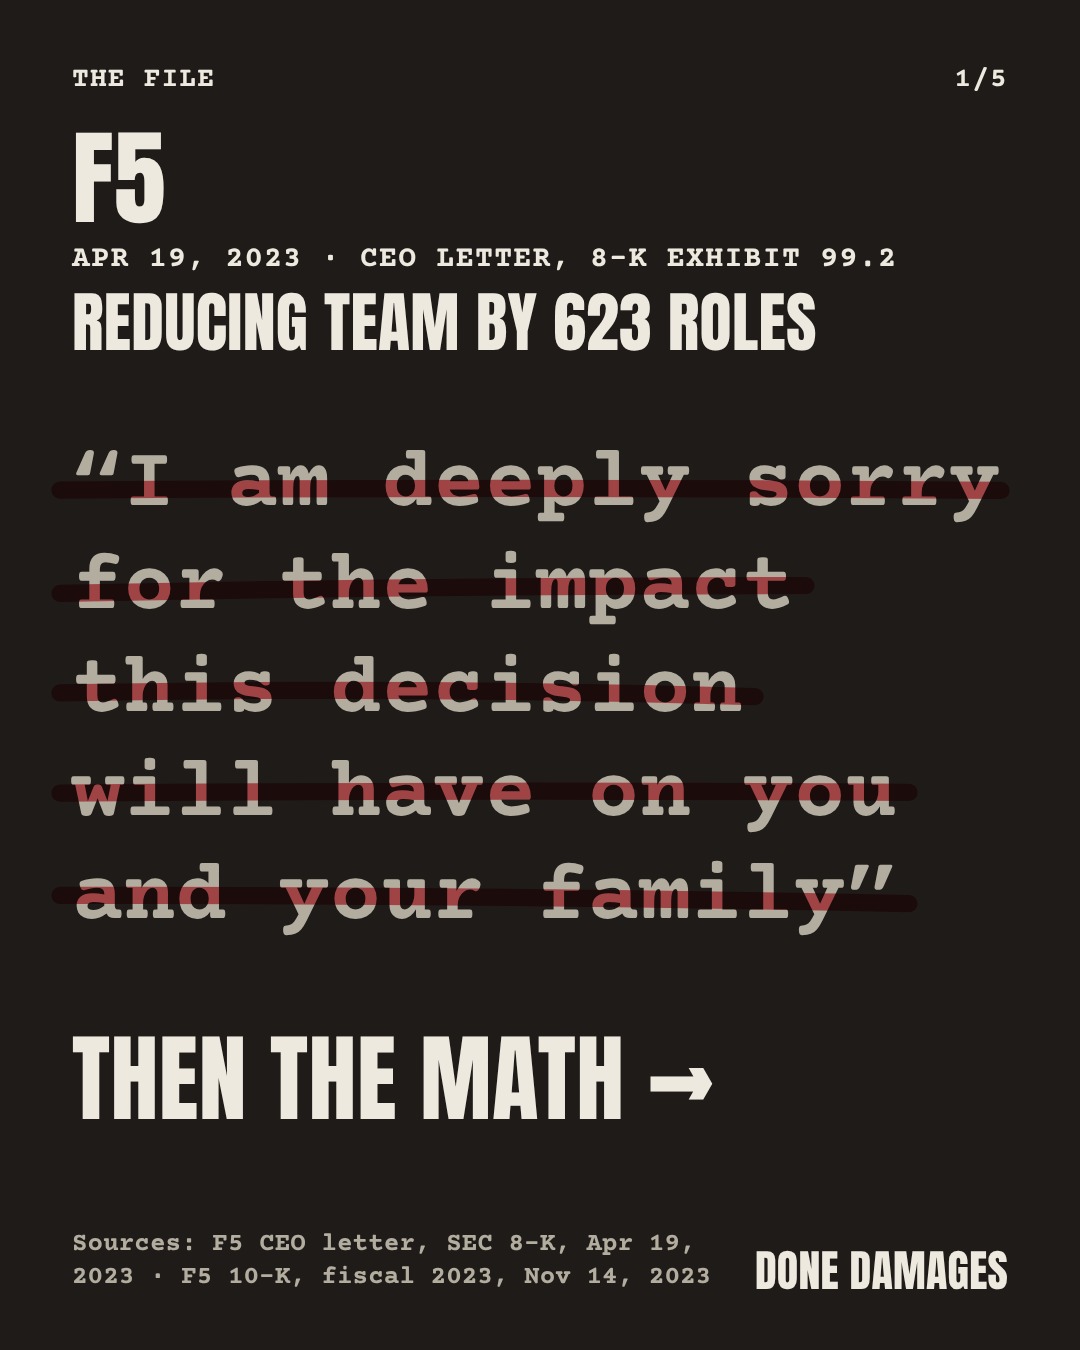 THE FILE
1/5
F5
APR 19, 2023 · CEO LETTER, 8-K EXHIBIT 99.2
REDUCING TEAM BY 623 ROLES
“I am deeply sorry
for the impact
this decision
will have on you
and your family”
THEN THE MATH →
Sources: F5 CEO letter, SEC 8-K, Apr 19,
2023 · F5 10-K, fiscal 2023, Nov 14, 2023
DONE DAMAGES